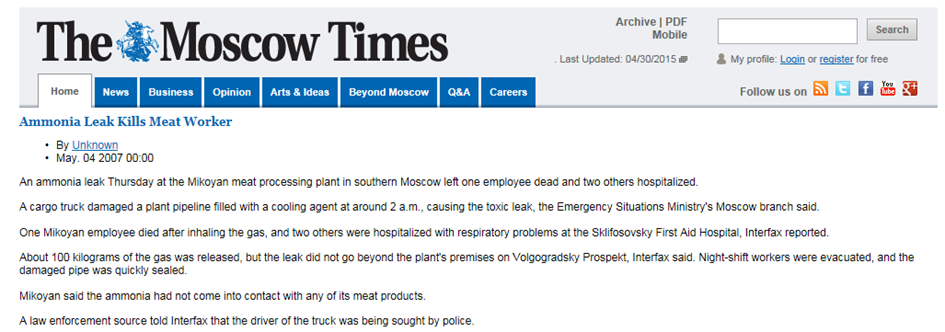 The Moscow Times
Archive | PDF
Mobile
. Last Updated: 04/30/2015
Search
My profile: Login or register for free
Home
News
Business
Opinion
Arts & Ideas
Beyond Moscow
Q&A
Careers
Follow us on
You
Tube
Ammonia Leak Kills Meat Worker
• By Unknown
• May. 04 2007 00:00
An ammonia leak Thursday at the Mikoyan meat processing plant in southern Moscow left one employee dead and two others hospitalized.
A cargo truck damaged a plant pipeline filled with a cooling agent at around 2 a.m., causing the toxic leak, the Emergency Situations Ministry's Moscow branch said.
One Mikoyan employee died after inhaling the gas, and two others were hospitalized with respiratory problems at the Sklifosovsky First Aid Hospital, Interfax reported.
About 100 kilograms of the gas was released, but the leak did not go beyond the plant's premises on Volgogradsky Prospekt, Interfax said. Night-shift workers were evacuated, and the
damaged pipe was quickly sealed.
Mikoyan said the ammonia had not come into contact with any of its meat products.
A law enforcement source told Interfax that the driver of the truck was being sought by police.